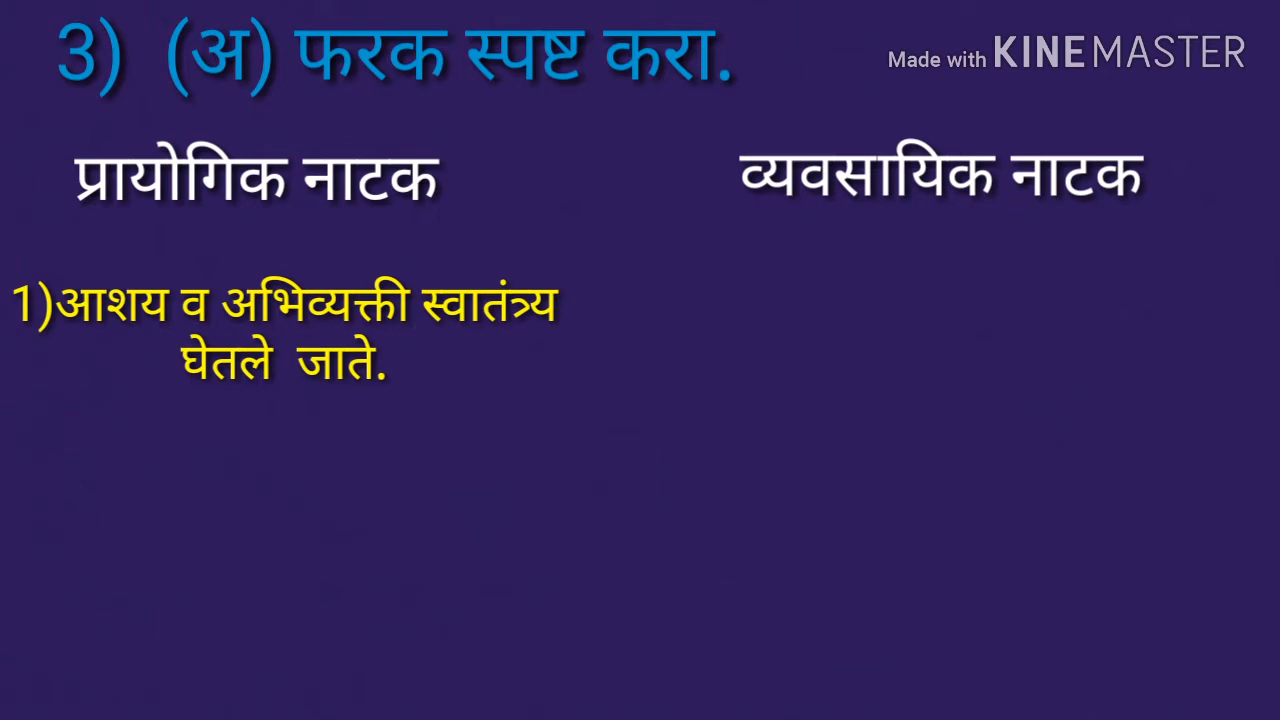 3) (अ) फरक स्पष्ट करा.
Made with KINEMASTER
प्रायोगिक नाटक
व्यवसायिक नाटक
1)आशय व अभिव्यक्ती स्वातंत्र्य
घेतले जाते.